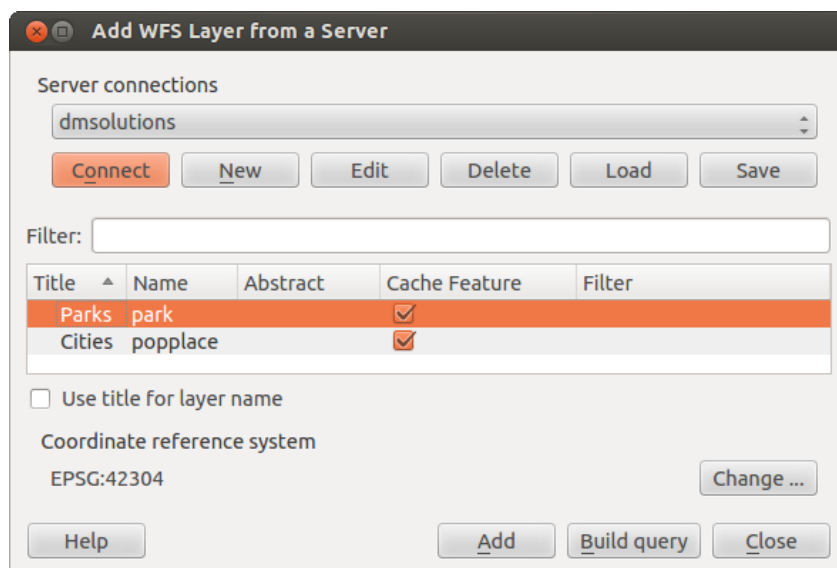 Add WFS Layer from a Server
Server connections
dmsolutions
Connect New Edit Delete Load Save
Filter:
Title Name Abstract Cache Feature Filter
Parks park
Cities popplace
Use title for layer name
Coordinate reference system
EPSG:42304
Change ...
Help Add Build query Close